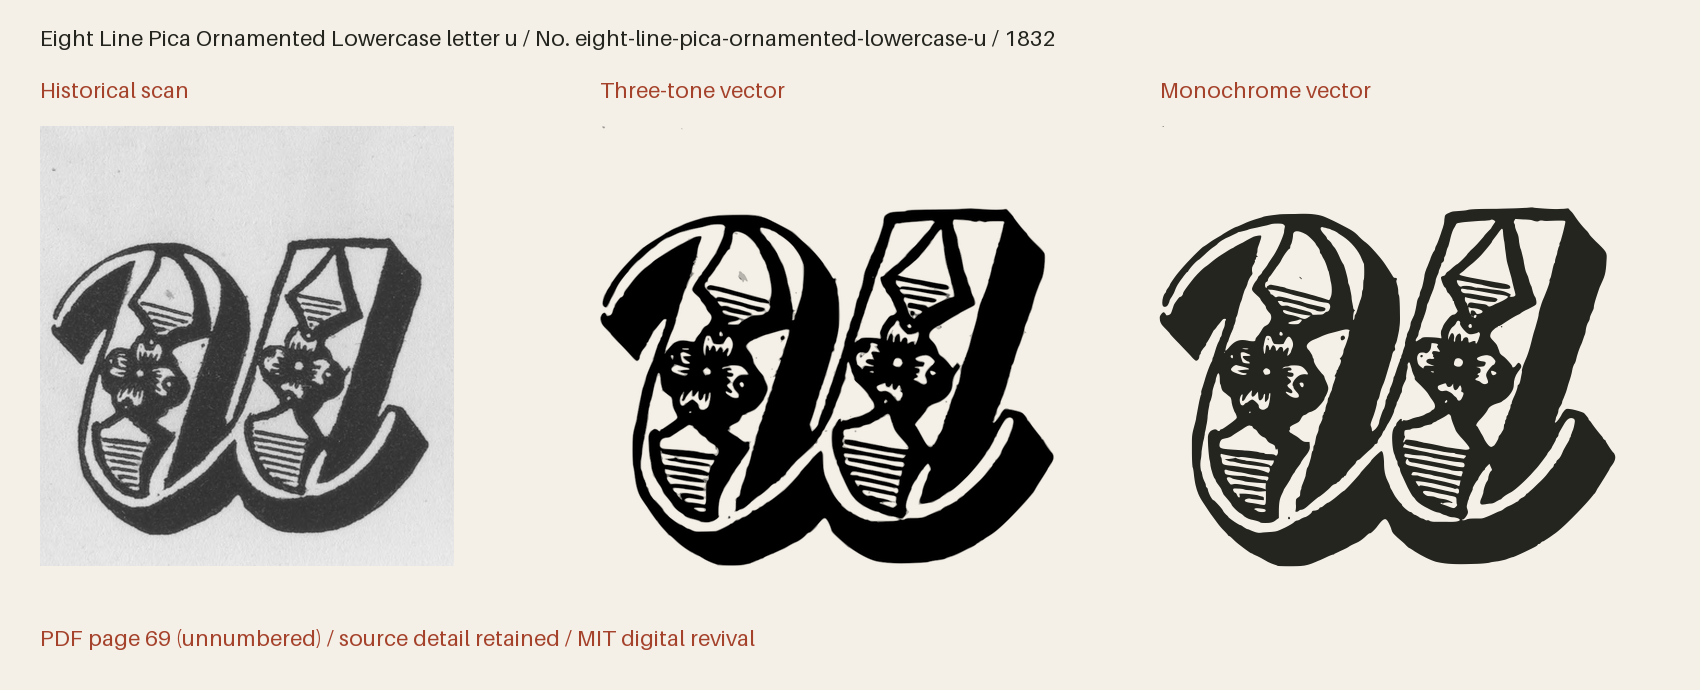 Eight Line Pica Ornamented Lowercase letter u / No. eight-line-pica-ornamented-lowercase-u / 1832
Historical scan
Three-tone vector
Monochrome vector
u
u
u
PDF page 69 (unnumbered) / source detail retained / MIT digital revival